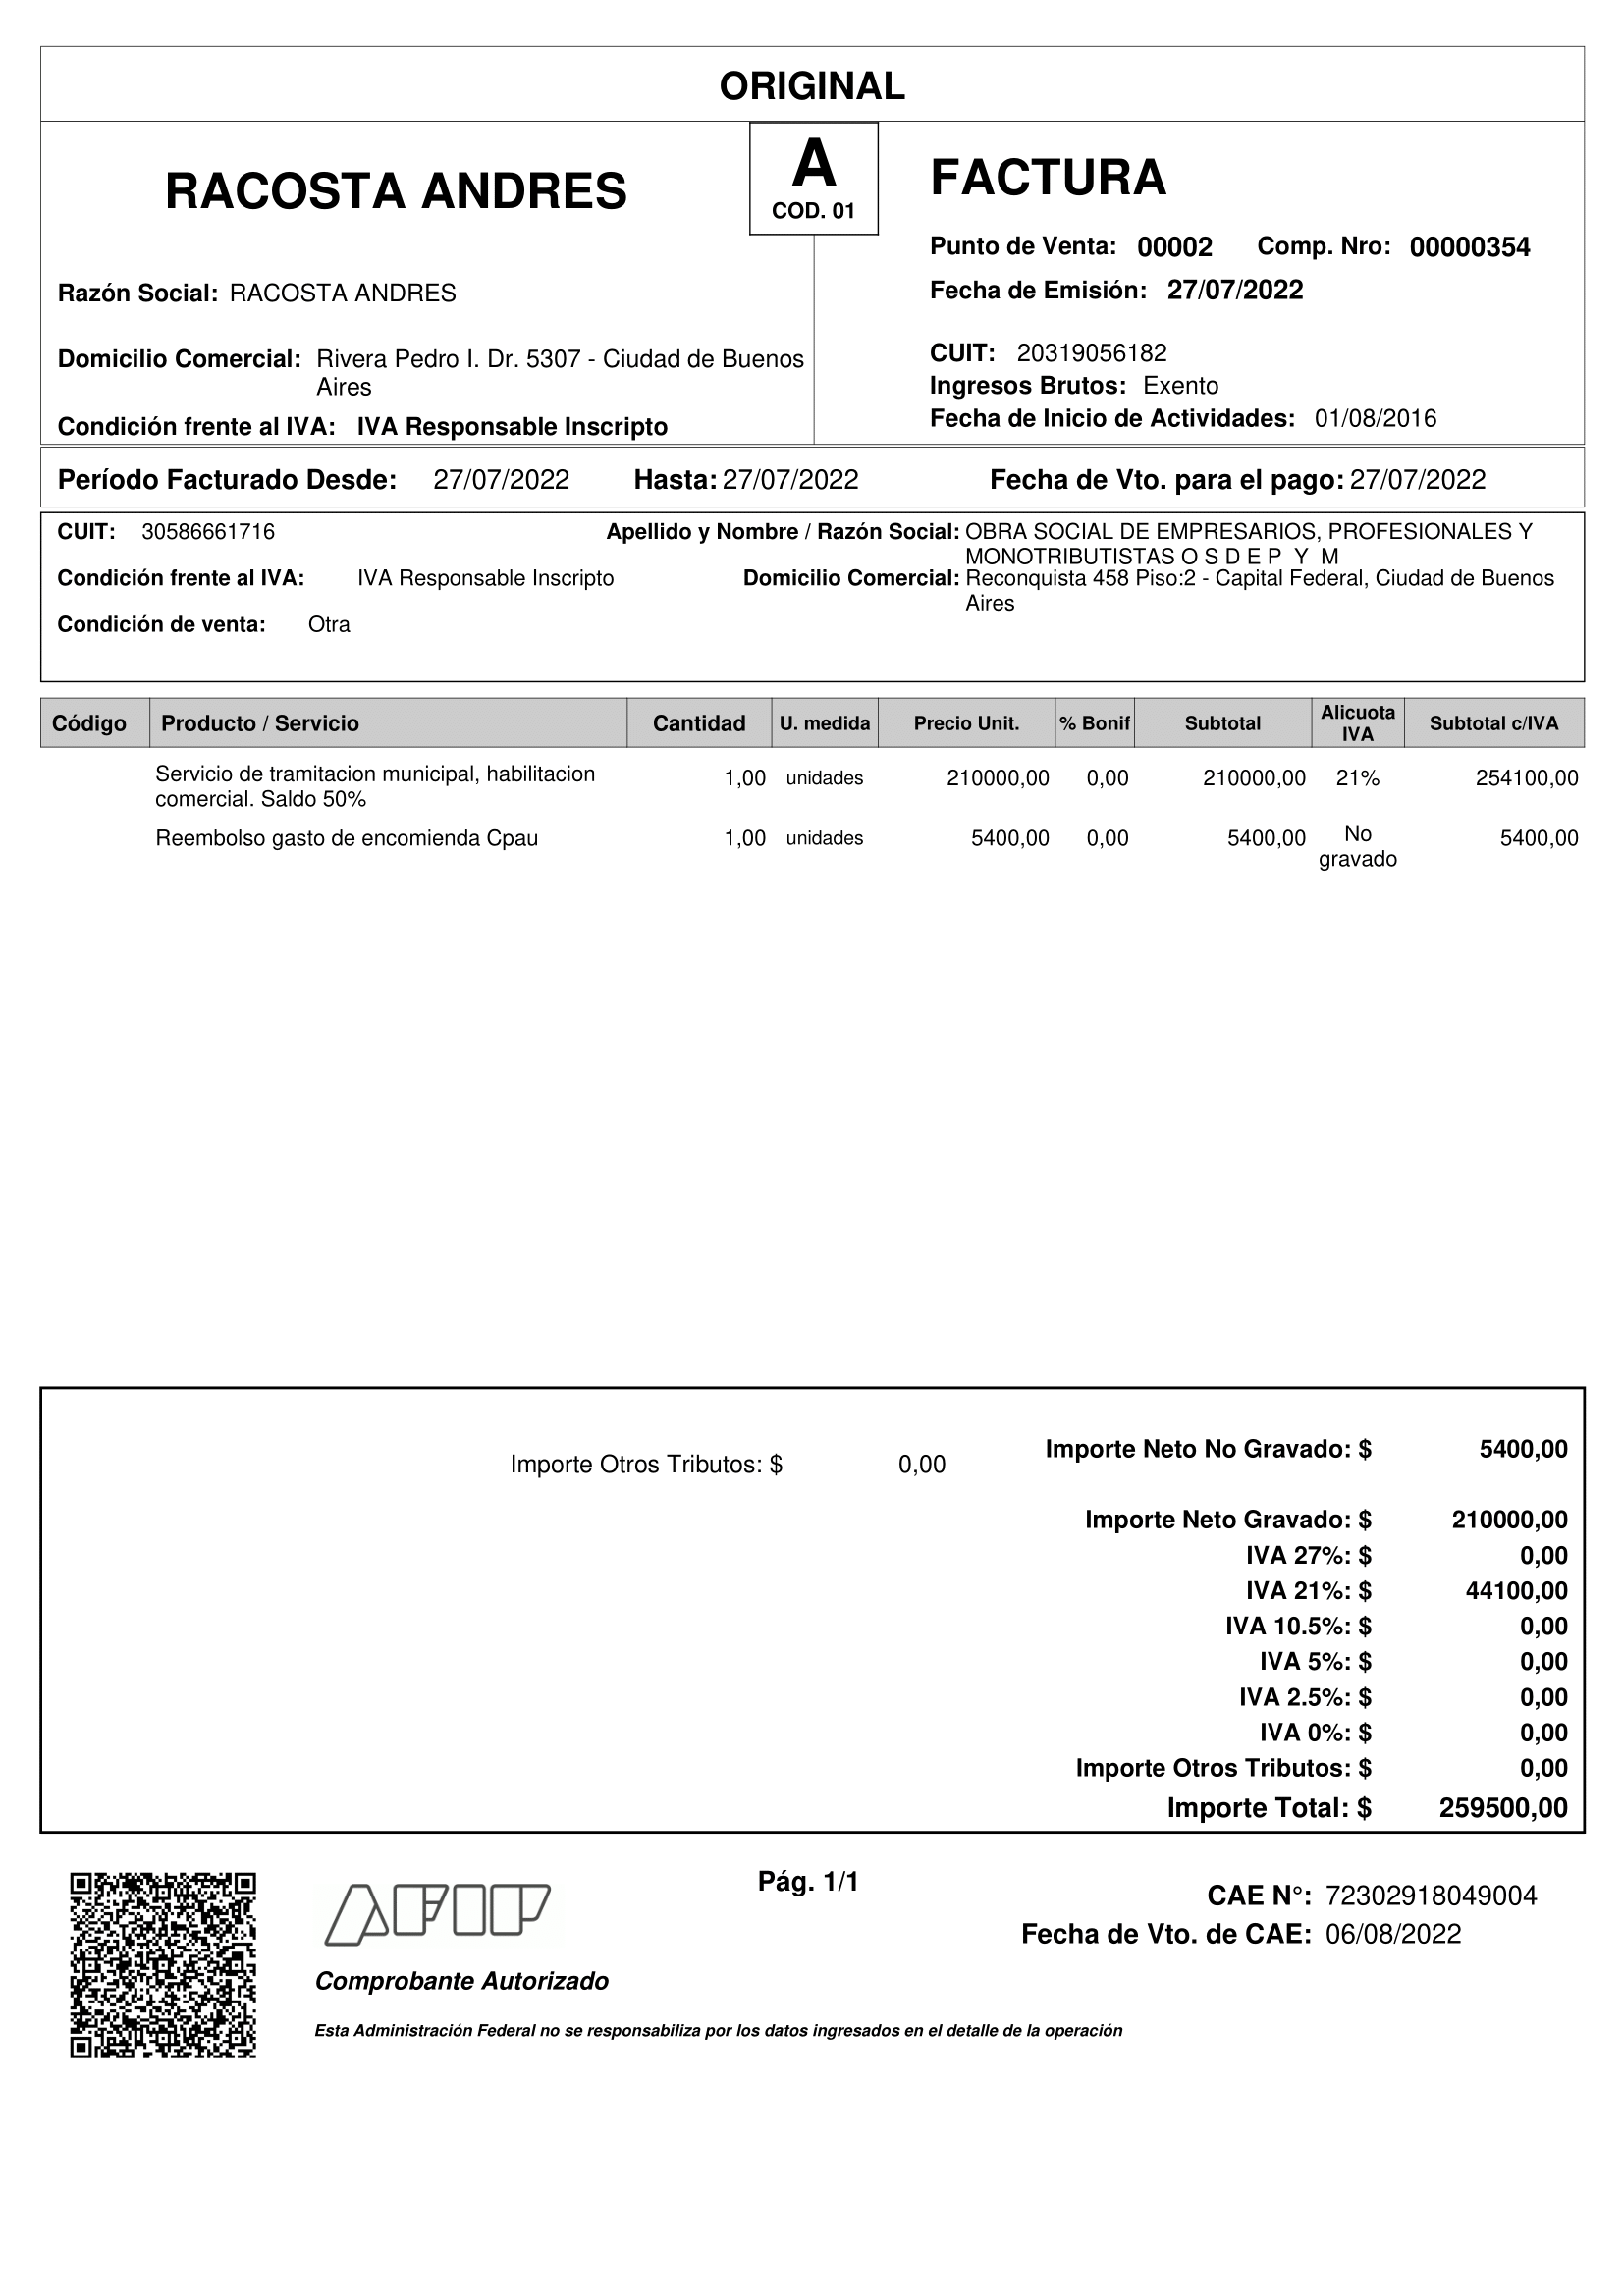 ORIGINAL
RACOSTA ANDRES
A
COD. 01
FACTURA
Punto de Venta: 00002 Comp. Nro: 00000354
Fecha de Emisión: 27/07/2022
Razón Social: RACOSTA ANDRES
Domicilio Comercial: Rivera Pedro I. Dr. 5307 - Ciudad de Buenos
Aires
Condición frente al IVA: IVA Responsable Inscripto
CUIT: 20319056182
Ingresos Brutos: Exento
Fecha de Inicio de Actividades: 01/08/2016
Período Facturado Desde: 27/07/2022 Hasta: 27/07/2022 Fecha de Vto. para el pago: 27/07/2022
CUIT: 30586661716 Apellido y Nombre / Razón Social: OBRA SOCIAL DE EMPRESARIOS, PROFESIONALES Y
MONOTRIBUTISTAS O S D E P Y M
Condición frente al IVA: IVA Responsable Inscripto Domicilio Comercial: Reconquista 458 Piso:2 - Capital Federal, Ciudad de Buenos
Aires
Condición de venta: Otra
Código Producto / Servicio Cantidad U. medida Precio Unit. % Bonif Subtotal Alicuota IVA Subtotal c/IVA
Servicio de tramitacion municipal, habilitacion 1,00 unidades 210000,00 0,00 210000,00 21% 254100,00
comercial. Saldo 50%
Reembolso gasto de encomienda Cpau 1,00 unidades 5400,00 0,00 5400,00 No gravado 5400,00
Importe Otros Tributos: $ 0,00
Importe Neto No Gravado: $ 5400,00
Importe Neto Gravado: $ 210000,00
IVA 27%: $ 0,00
IVA 21%: $ 44100,00
IVA 10.5%: $ 0,00
IVA 5%: $ 0,00
IVA 2.5%: $ 0,00
IVA 0%: $ 0,00
Importe Otros Tributos: $ 0,00
Importe Total: $ 259500,00
AFIP
Pág. 1/1
CAE N°: 72302918049004
Fecha de Vto. de CAE: 06/08/2022
Comprobante Autorizado
Esta Administración Federal no se responsabiliza por los datos ingresados en el detalle de la operación